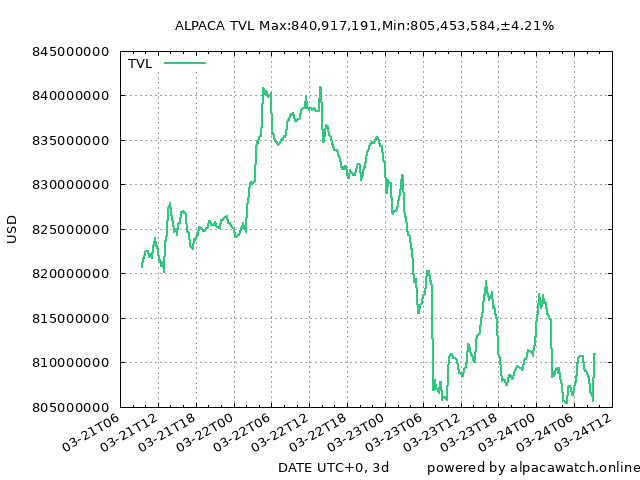 ALPACA TVL Max:840,917,191,Min:805,453,584,±4.21%
TVL
USD
845000000
840000000
835000000
830000000
825000000
820000000
815000000
810000000
805000000
03-21T06
03-21T12
03-21T18
03-22T00
03-22T06
03-22T12
03-22T18
03-23T00
03-23T06
03-23T12
03-23T18
03-24T00
03-24T06
03-24T12
DATE UTC+0, 3d
powered by alpacawatch.online